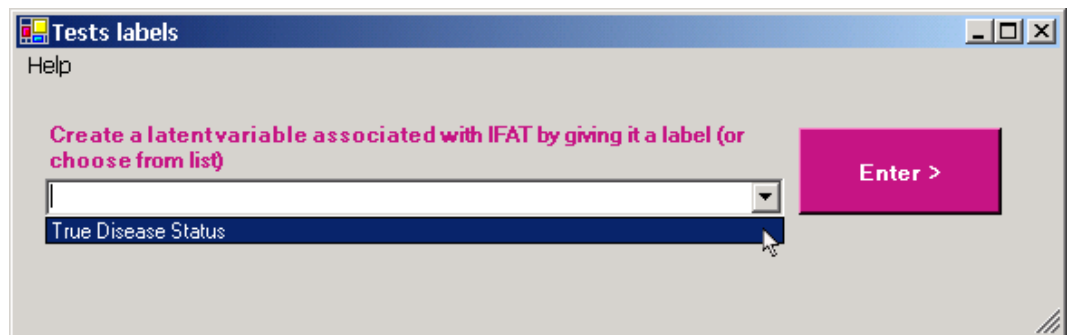 Tests labels
Help
Create a latent variable associated with IFAT by giving it a label (or
choose from list)
Enter >
True Disease Status